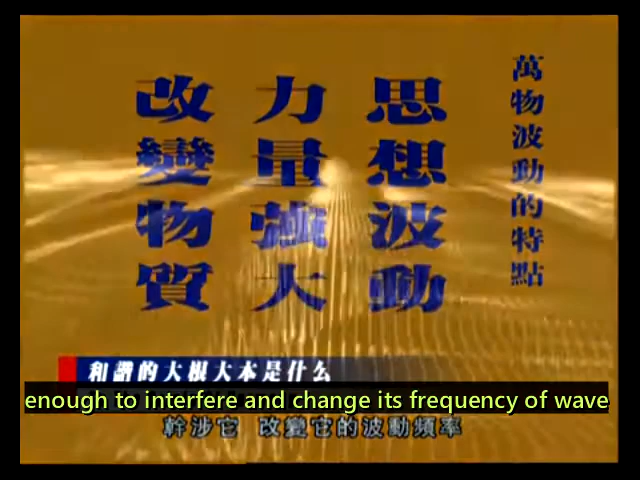 萬物波動的特點
思想波動
力量強大
改變物質
和諧的大根大本是什么
enough to interfere and change its frequency of wave
幹涉它 改變它的波動頻率